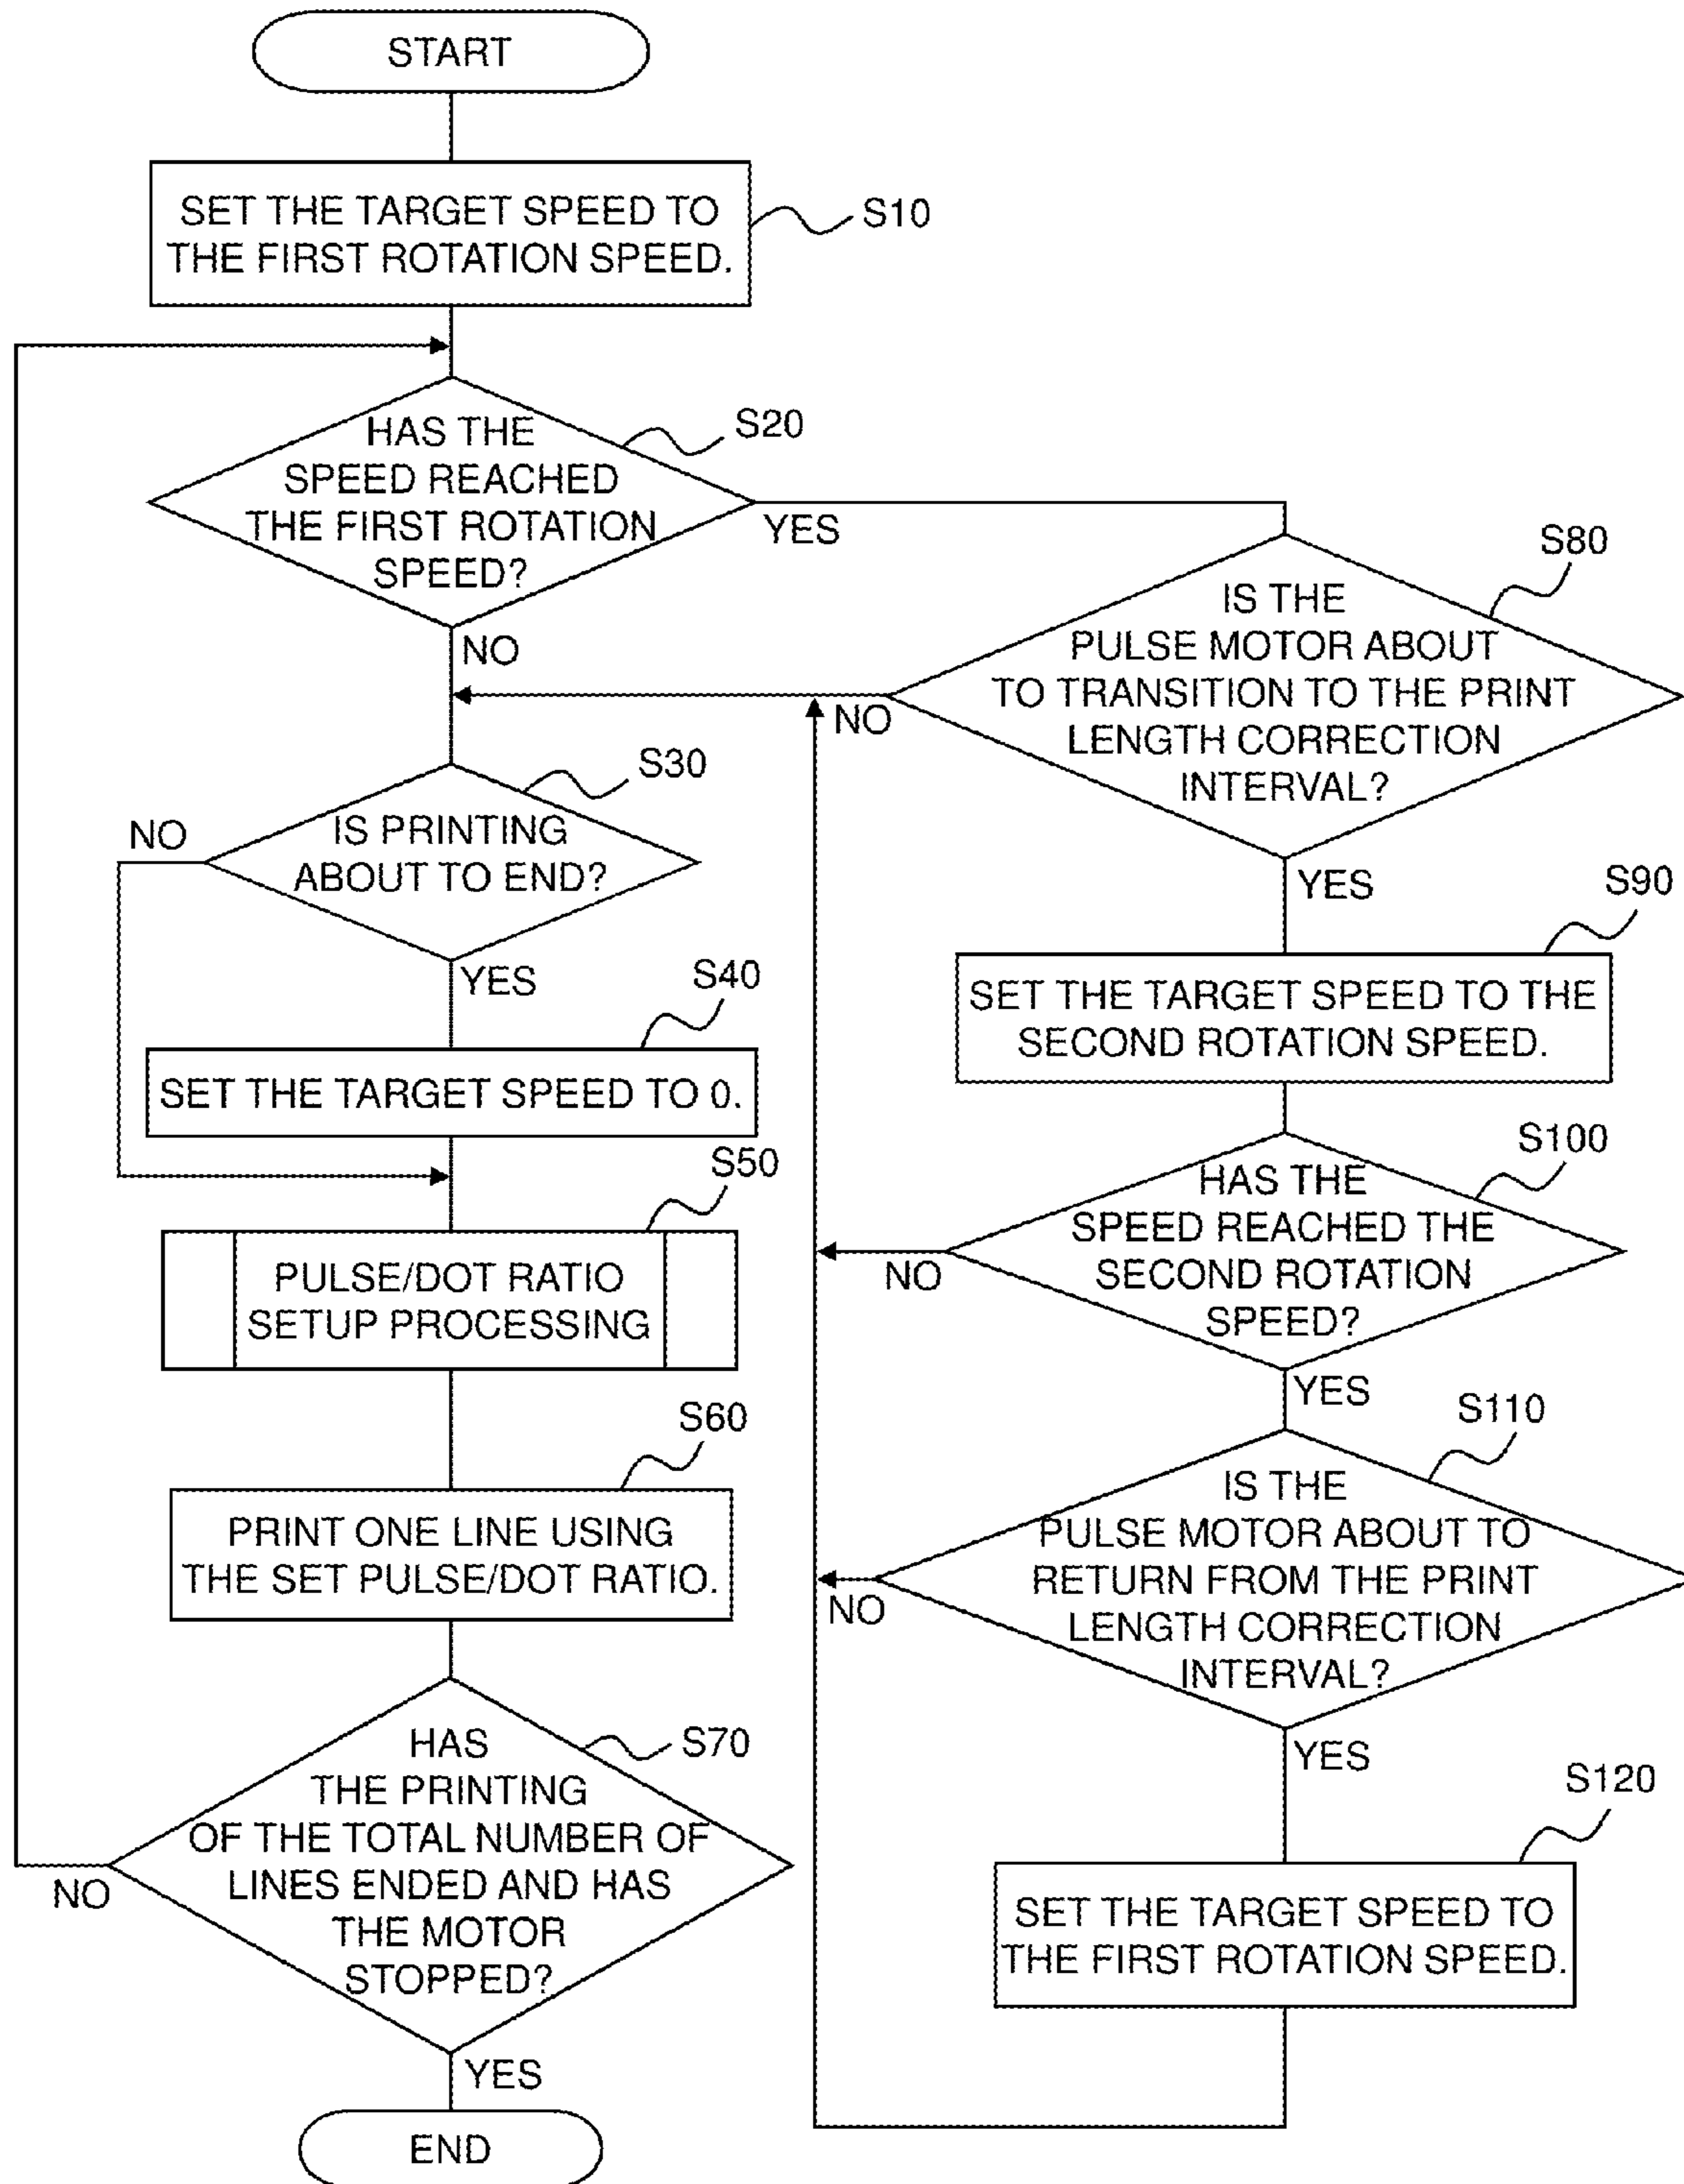 START
SET THE TARGET SPEED TO
THE FIRST ROTATION SPEED.
S10
HAS THE
SPEED REACHED
THE FIRST ROTATION
SPEED?
S20
YES
NO
IS THE
PULSE MOTOR ABOUT
TO TRANSITION TO THE PRINT
LENGTH CORRECTION
INTERVAL?
S80
NO
YES
IS PRINTING
ABOUT TO END?
S30
NO
YES
SET THE TARGET SPEED TO THE
SECOND ROTATION SPEED.
S90
SET THE TARGET SPEED TO 0.
S40
HAS THE
SPEED REACHED THE
SECOND ROTATION
SPEED?
S100
NO
YES
PULSE/DOT RATIO
SETUP PROCESSING
S50
IS THE
PULSE MOTOR ABOUT TO
RETURN FROM THE PRINT
LENGTH CORRECTION
INTERVAL?
S110
NO
YES
PRINT ONE LINE USING
THE SET PULSE/DOT RATIO.
S60
HAS
THE PRINTING
OF THE TOTAL NUMBER OF
LINES ENDED AND HAS
THE MOTOR
STOPPED?
S70
NO
YES
SET THE TARGET SPEED TO
THE FIRST ROTATION SPEED.
S120
END